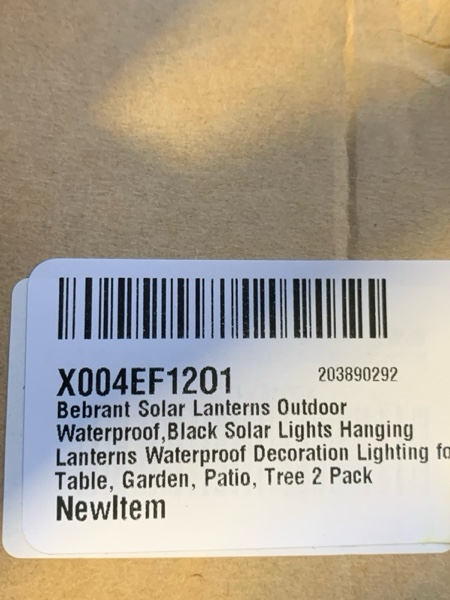 X004EF12O1 203890292
Bebrant Solar Lanterns Outdoor
Waterproof,Black Solar Lights Hanging
Lanterns Waterproof Decoration Lighting fo
Table, Garden, Patio, Tree 2 Pack
NewItem